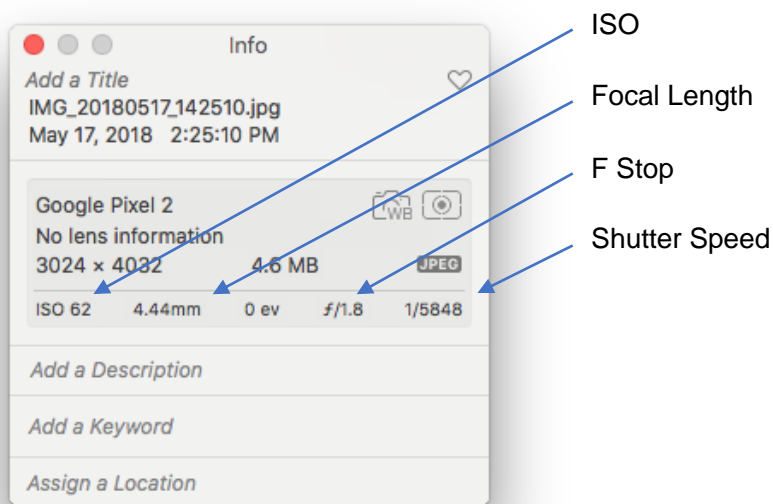 Info
Add a Title
IMG_20180517_142510.jpg
May 17, 2018 2:25:10 PM
Google Pixel 2
WB
No lens information
3024 × 4032 4.6 MB JPEG
ISO 62 4.44mm 0 ev ƒ/1.8 1/5848
Add a Description
Add a Keyword
Assign a Location
ISO
Focal Length
F Stop
Shutter Speed